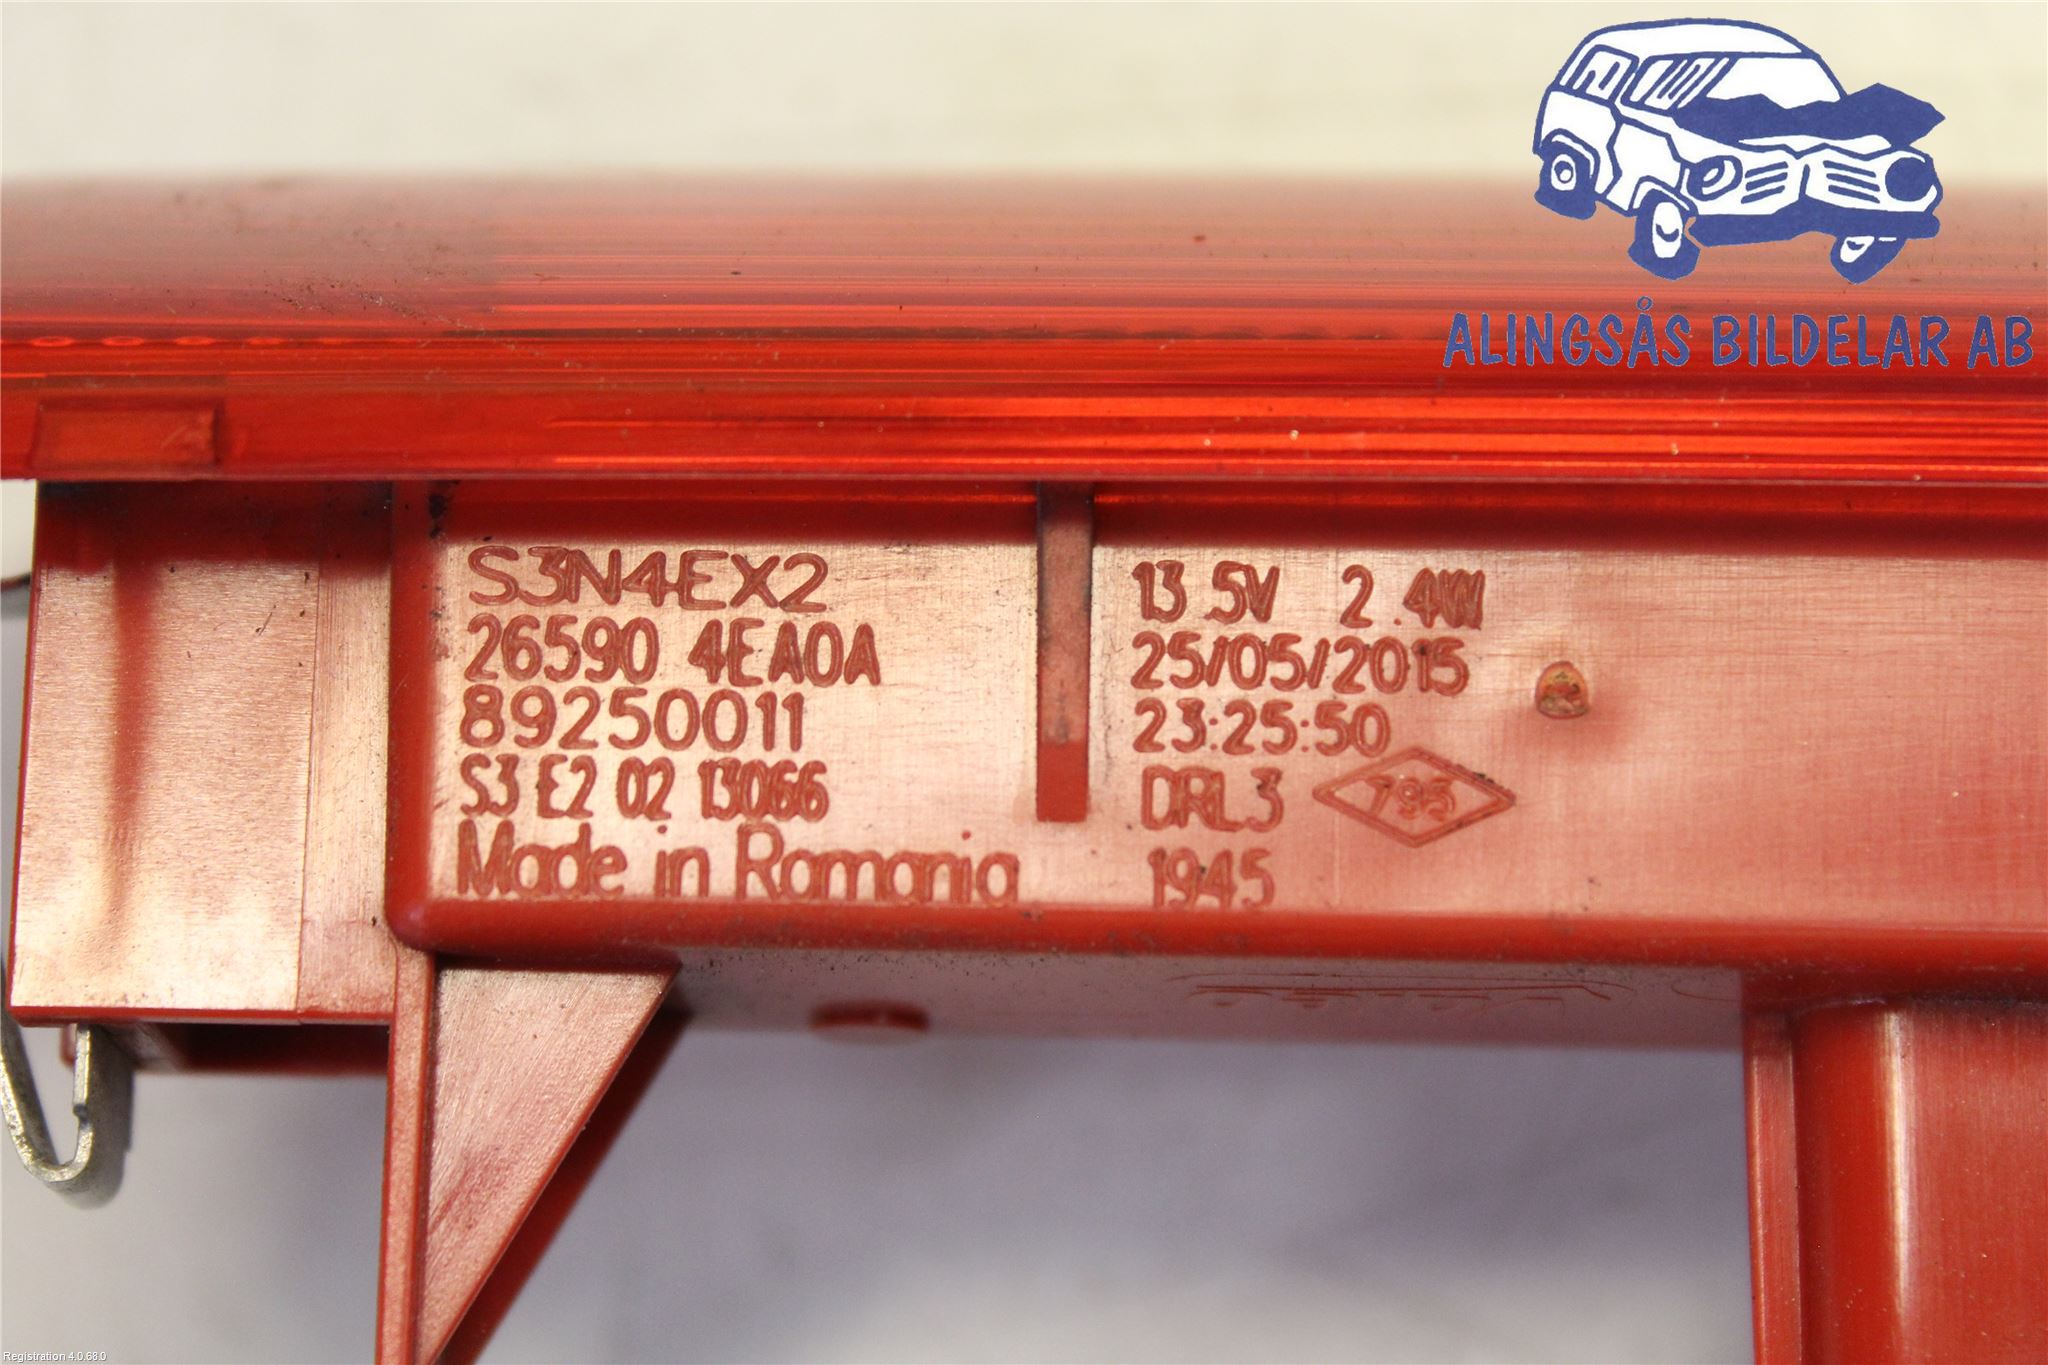 ALINGSÅS BILDELAR AB
S3N4EX2
26590 4EA0A
89250011
S3 E2 02 13066
Made in Romania
13.5V 2.4W
25/05/2015
23:25:50
DRL3
795
1945
Registration 4.0.68.0